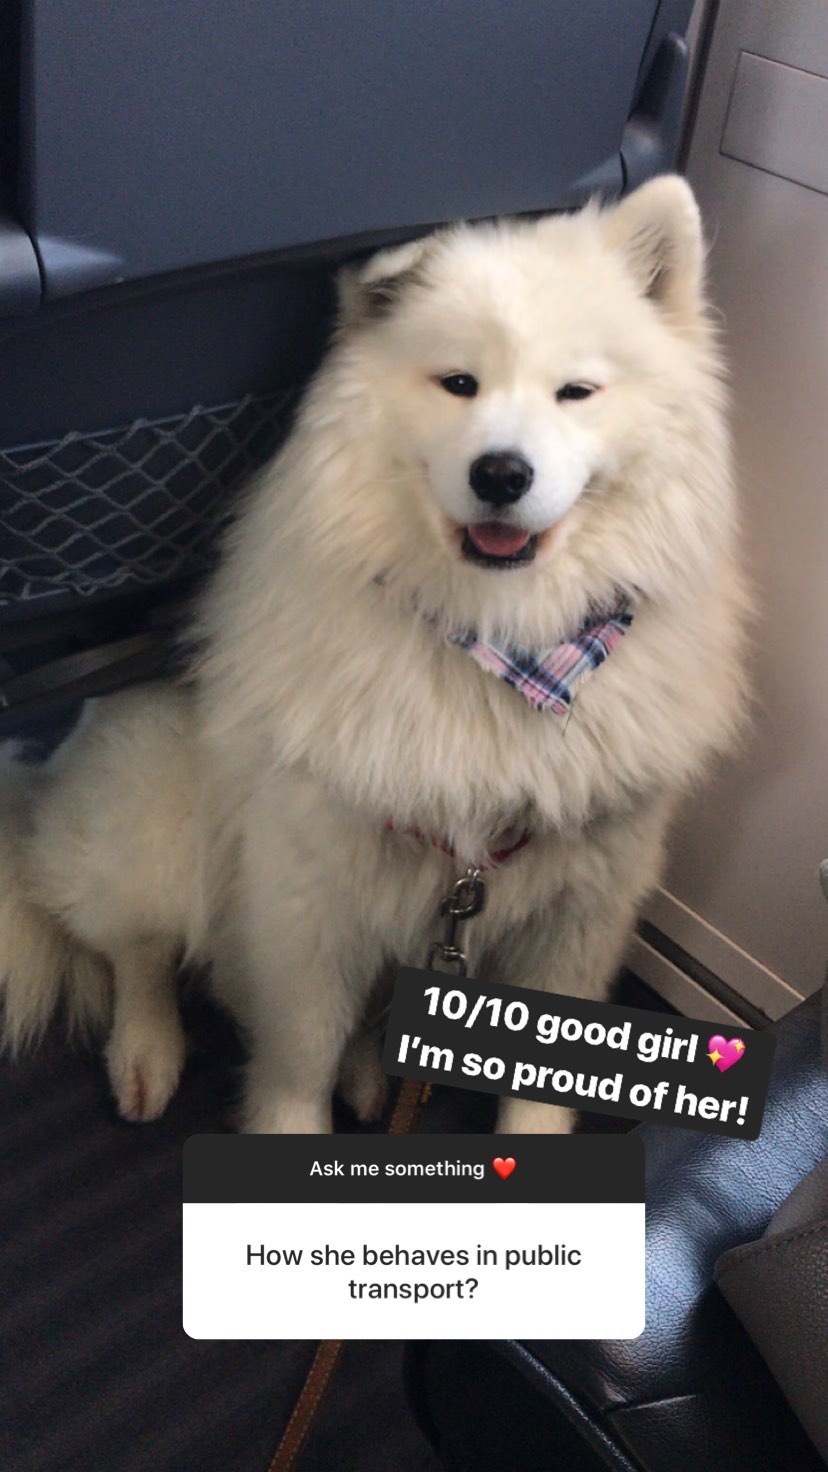 10/10 good girl 💖
I'm so proud of her!
Ask me something ❤️
How she behaves in public
transport?